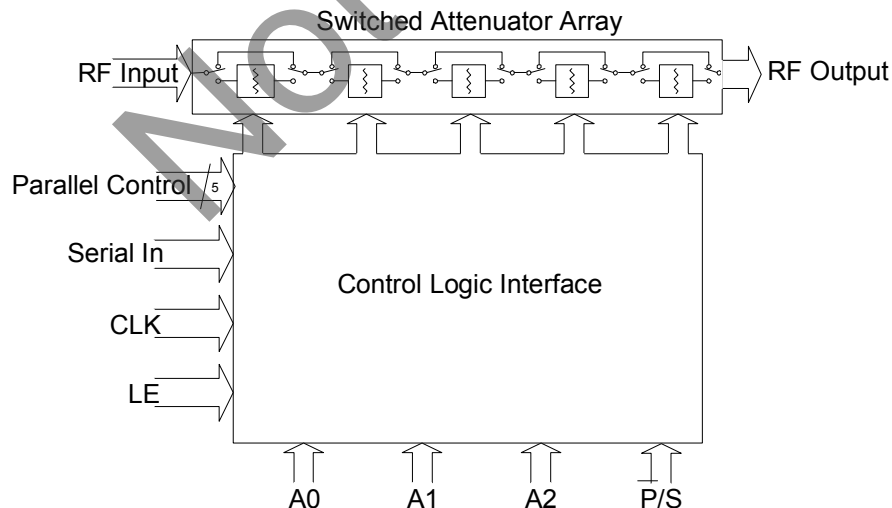 Switched Attenuator Array
RF Input
RF Output
Parallel Control
5
Serial In
Control Logic Interface
CLK
LE
A0
A1
A2
P̅/S